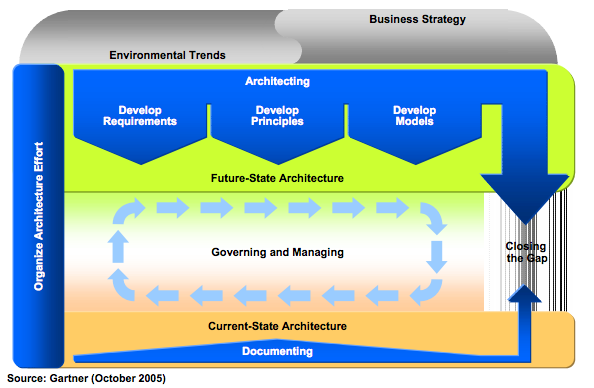 Business Strategy
Environmental Trends
Architecting
Develop
Requirements
Develop
Principles
Develop
Models
Future-State Architecture
Organize Architecture Effort
Governing and Managing
Closing
the Gap
Current-State Architecture
Documenting
Source: Gartner (October 2005)